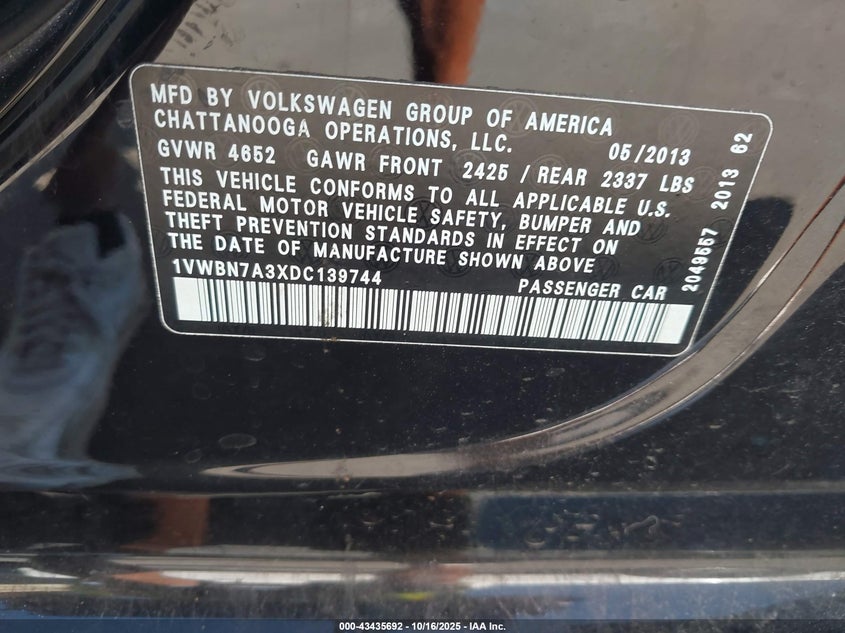 MFD BY VOLKSWAGEN GROUP OF AMERICA
CHATTANOOGA OPERATIONS, LLC.
05/2013
GVWR 4652 GAWR FRONT 2425 / REAR 2337 LBS
THIS VEHICLE CONFORMS TO ALL APPLICABLE U.S.
FEDERAL MOTOR VEHICLE SAFETY, BUMPER AND
THEFT PREVENTION STANDARDS IN EFFECT ON
THE DATE OF MANUFACTURE SHOWN ABOVE
1VWBN7A3XDC139744 PASSENGER CAR
2049557 2013 62
000-43435692 - 10/16/2025 - IAA Inc.